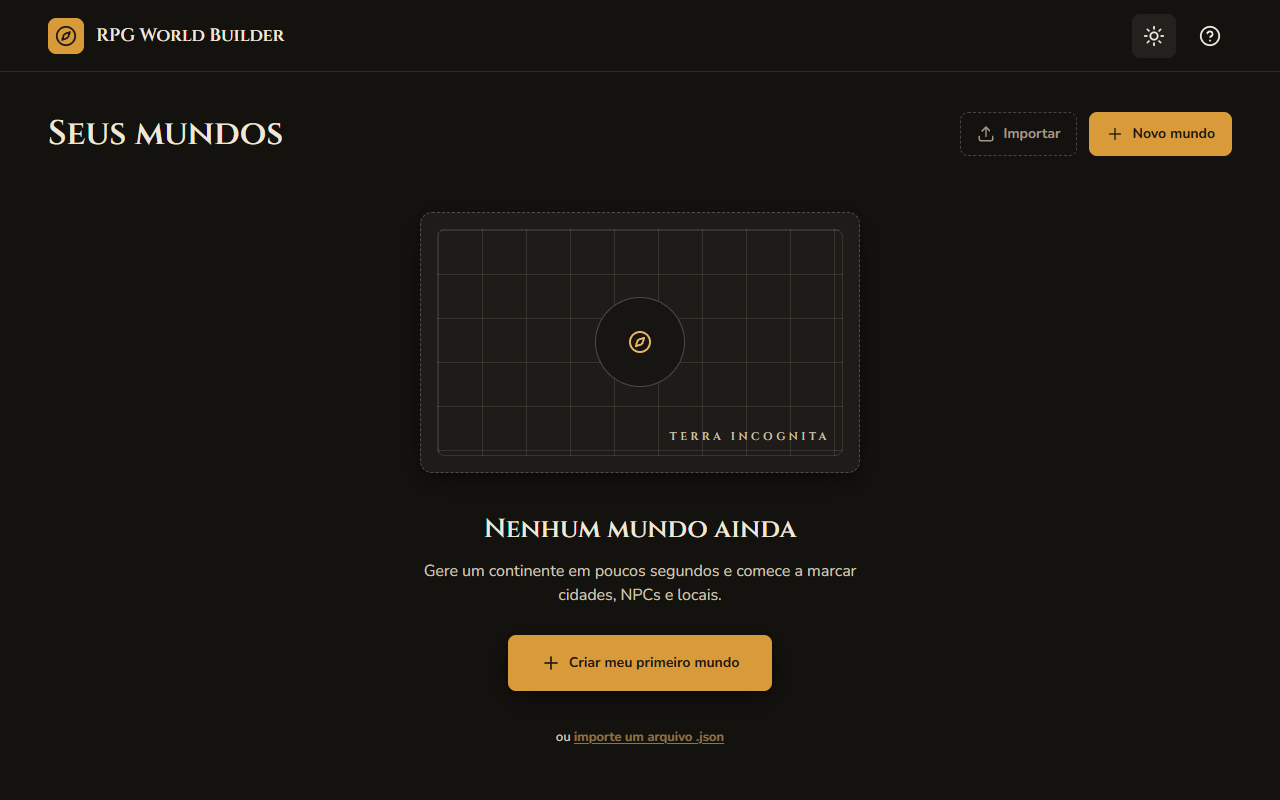 RPG World Builder
Seus mundos
Importar
Novo mundo
TERRA INCOGNITA
Nenhum mundo ainda
Gere um continente em poucos segundos e comece a marcar
cidades, NPCs e locais.
Criar meu primeiro mundo
ou importe um arquivo .json